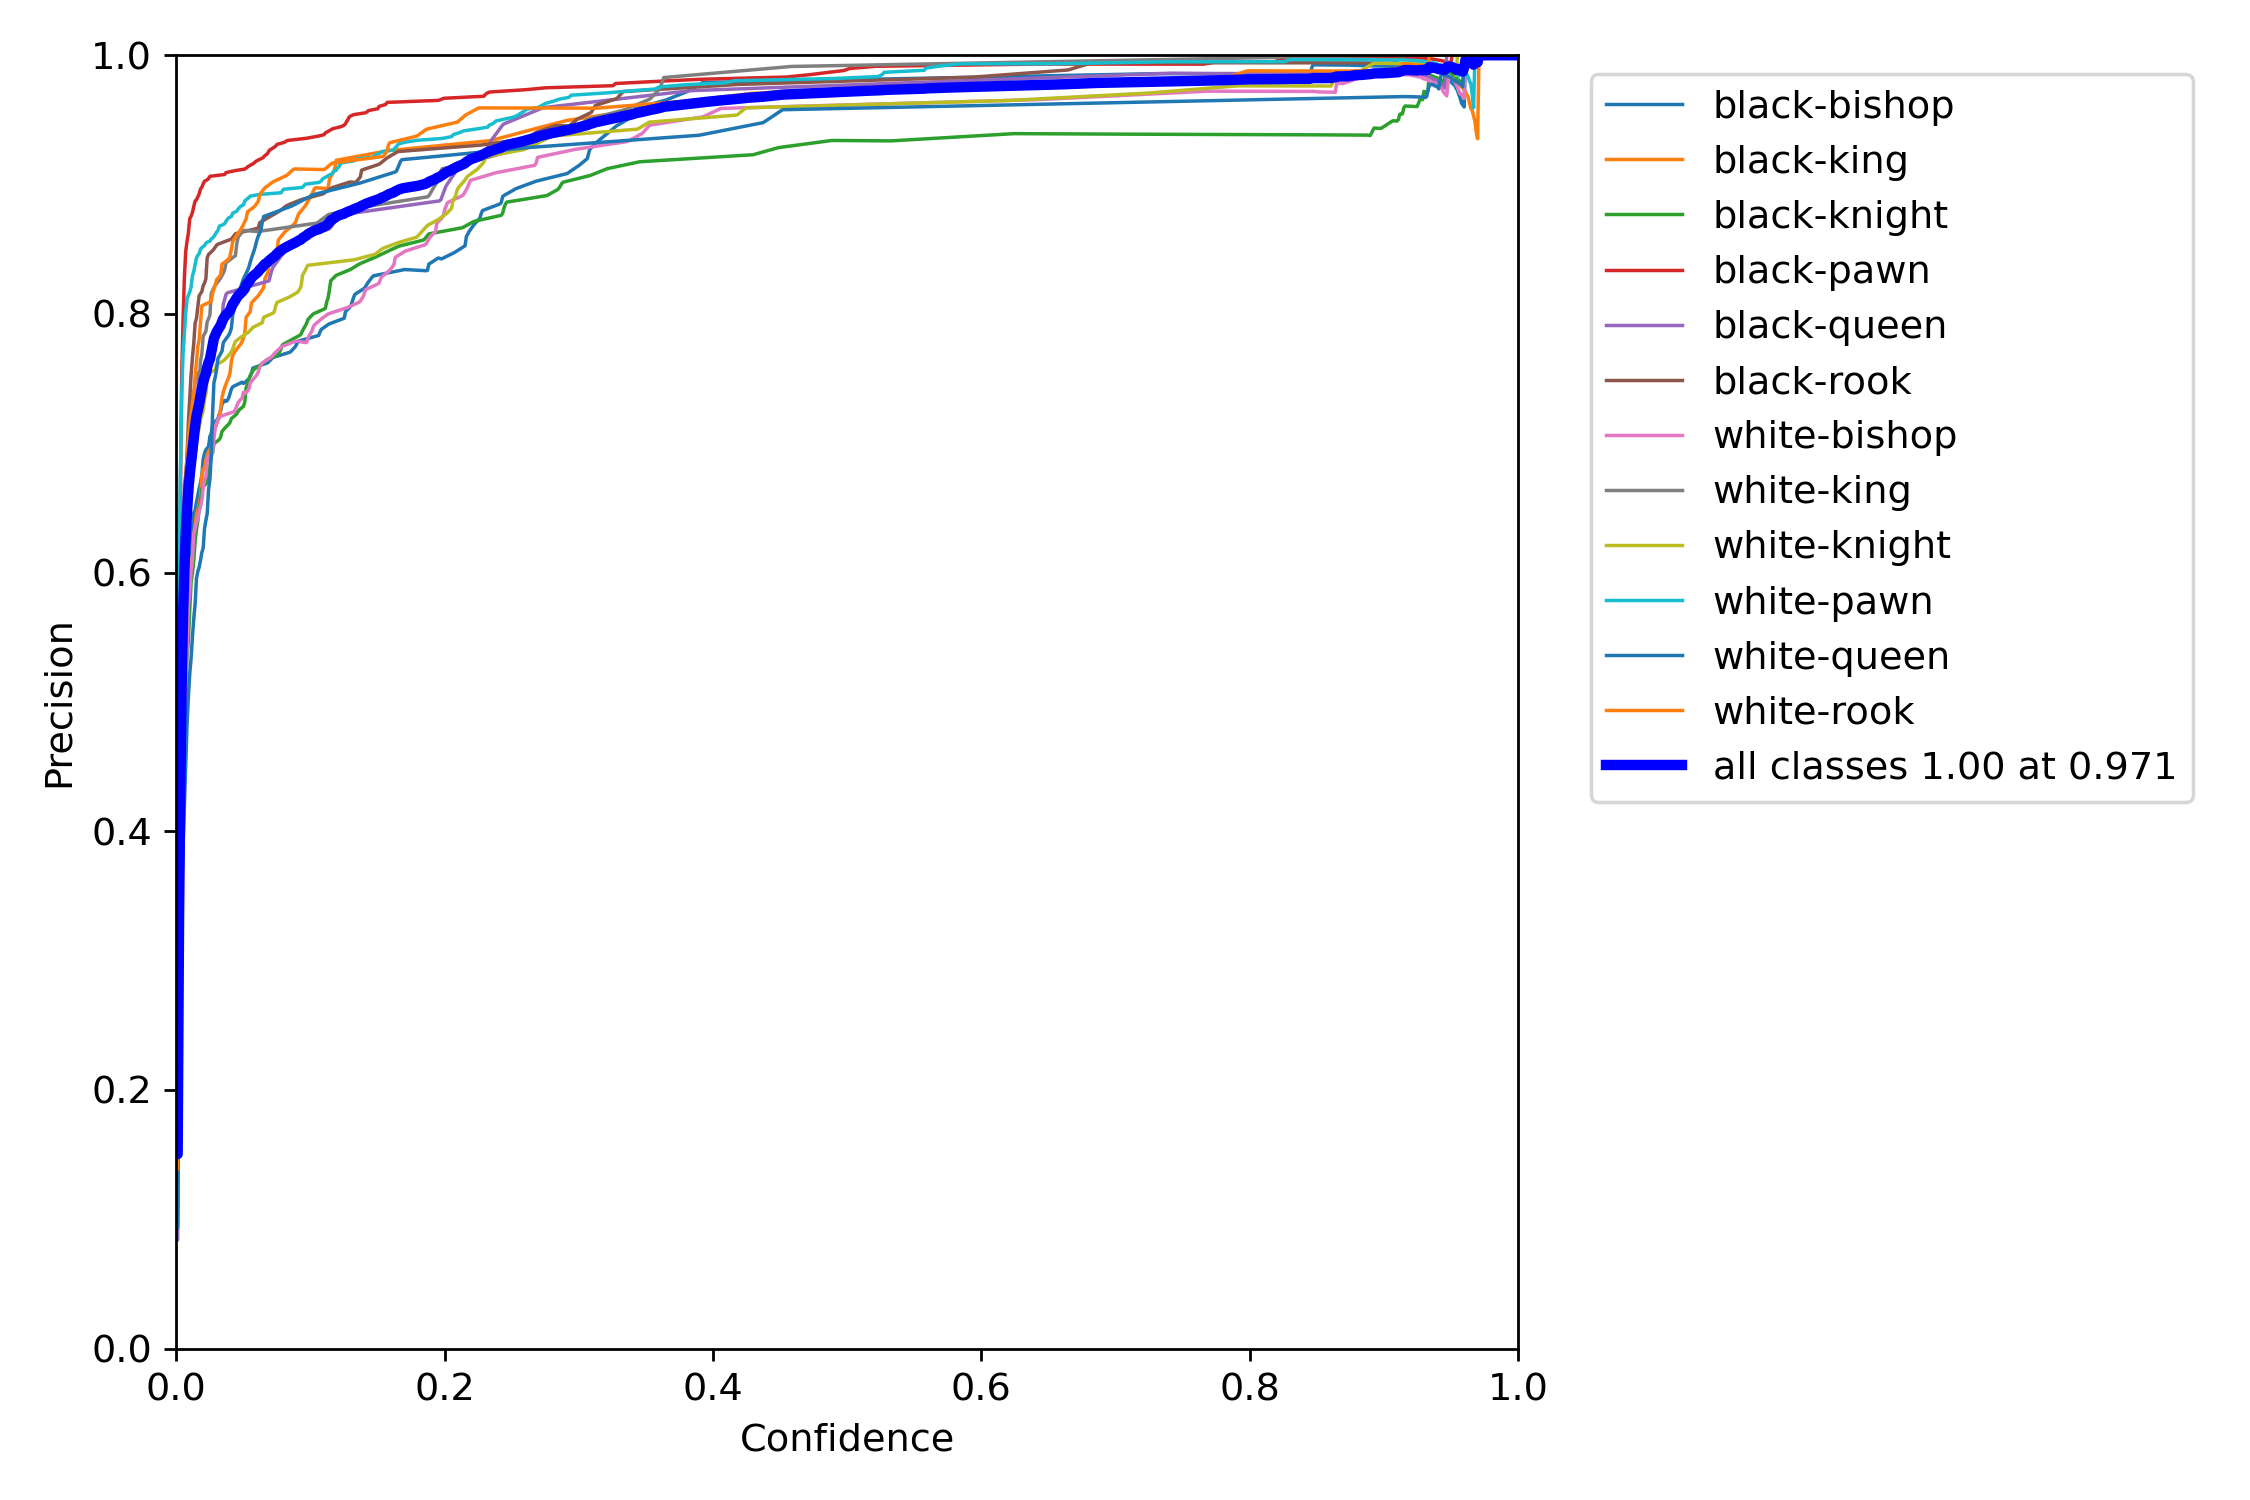 1.0
0.8
0.6
0.4
0.2
0.0
Precision
0.0 0.2 0.4 0.6 0.8 1.0
Confidence
black-bishop
black-king
black-knight
black-pawn
black-queen
black-rook
white-bishop
white-king
white-knight
white-pawn
white-queen
white-rook
all classes 1.00 at 0.971